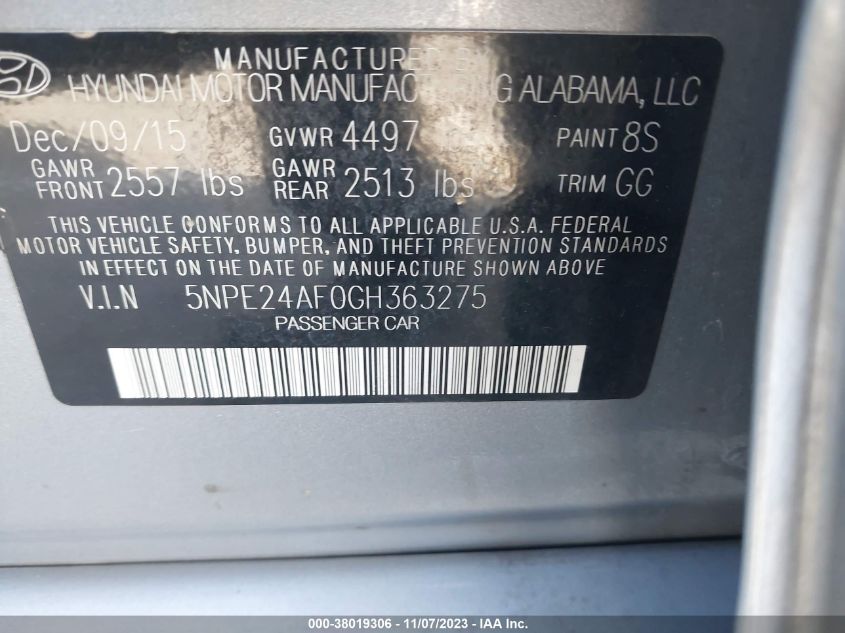 MANUFACTURED
HYUNDAI MOTOR MANUFACTURING ALABAMA, LLC
Dec/09/15 GVWR 4497 PAINT 8S
GAWR FRONT 2557 lbs GAWR REAR 2513 lbs TRIM GG
THIS VEHICLE CONFORMS TO ALL APPLICABLE U.S.A. FEDERAL
MOTOR VEHICLE SAFETY, BUMPER, AND THEFT PREVENTION STANDARDS
IN EFFECT ON THE DATE OF MANUFACTURE SHOWN ABOVE
V.I.N 5NPE24AF0GH363275
PASSENGER CAR
000-38019306 - 11/07/2023 - IAA Inc.